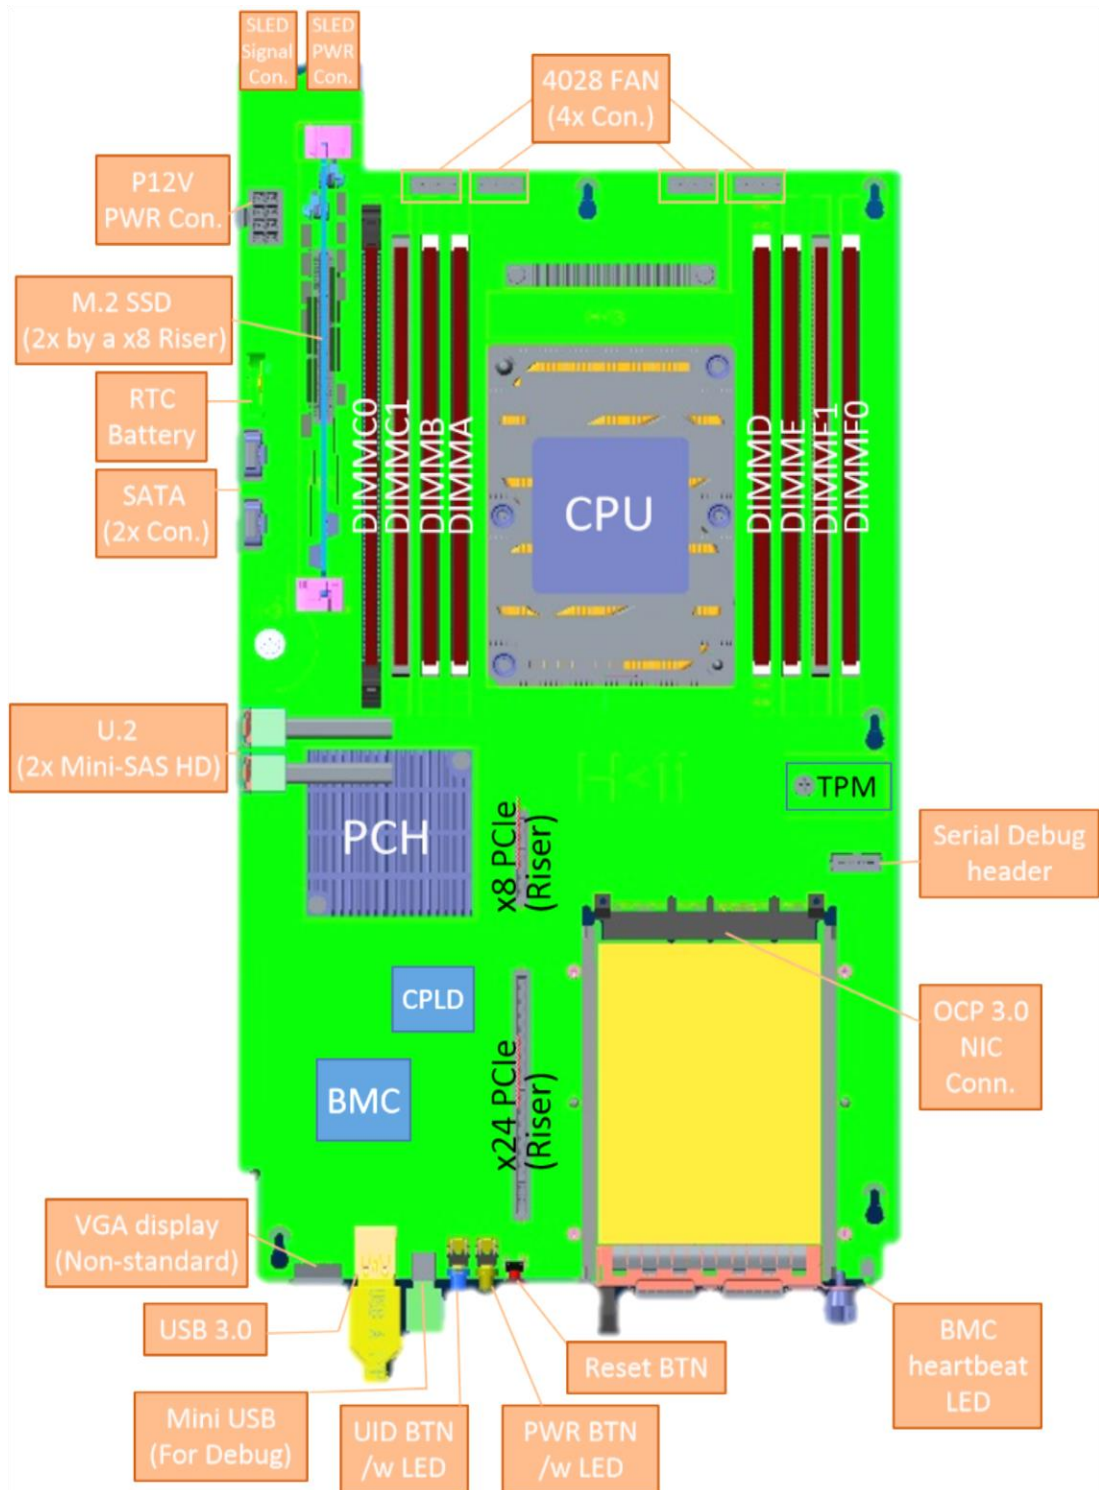 SLED
Signal
Con.
SLED
PWR
Con.
4028 FAN
(4x Con.)
P12V
PWR Con.
M.2 SSD
(2x by a x8 Riser)
RTC
Battery
SATA
(2x Con.)
DIMMC0
DIMMC1
DIMMB
DIMMA
CPU
DIMMD
DIMME
DIMMF1
DIMMF0
U.2
(2x Mini-SAS HD)
PCH
x8 PCIe
(Riser)
TPM
Serial Debug
header
CPLD
BMC
x24 PCIe
(Riser)
OCP 3.0
NIC
Conn.
VGA display
(Non-standard)
USB 3.0
USB A
Mini USB
(For Debug)
UID BTN
/w LED
PWR BTN
/w LED
Reset BTN
BMC
heartbeat
LED